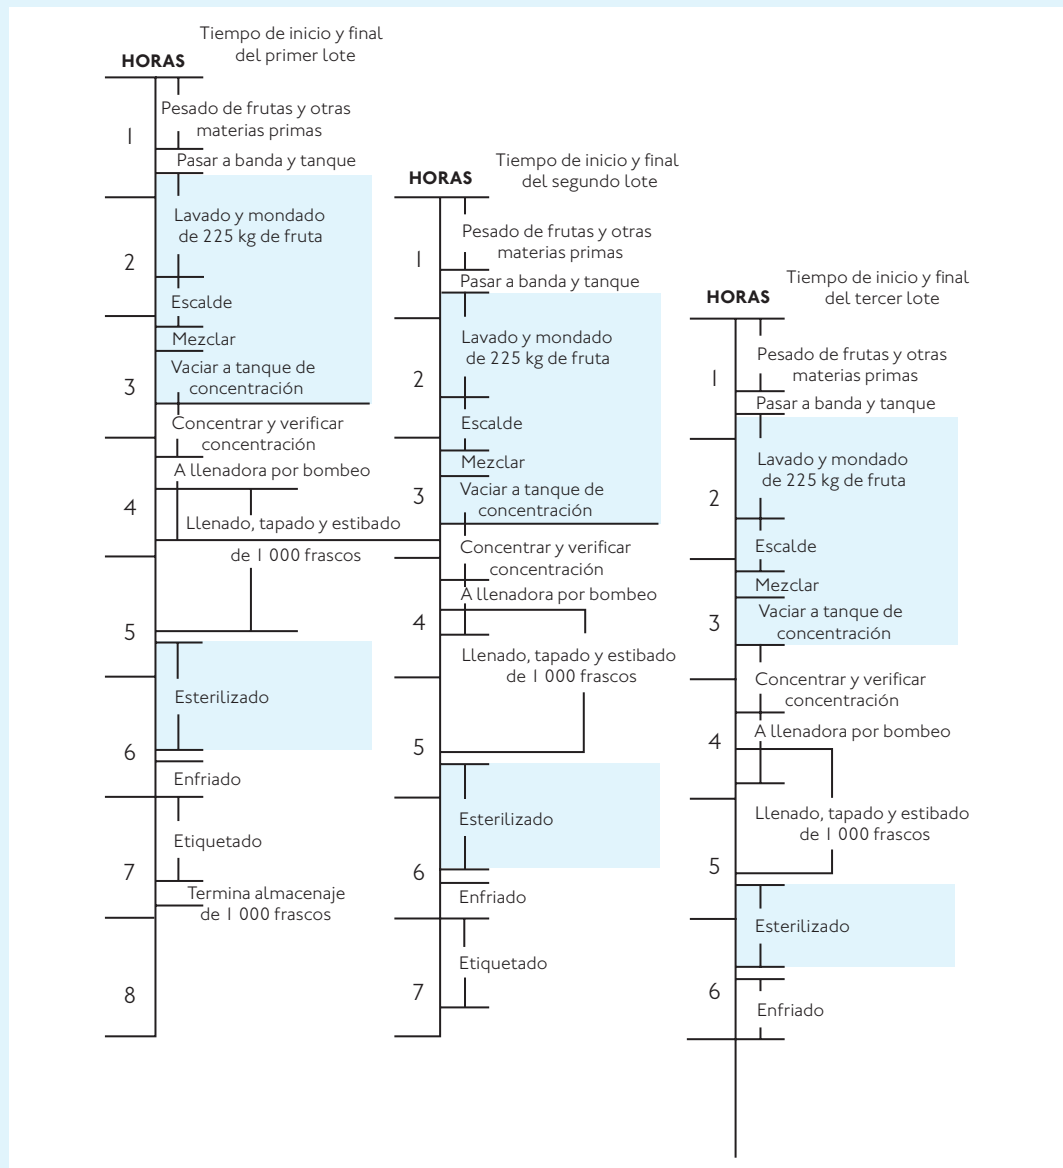 Tiempo de inicio y final
del primer lote
HORAS
1
2
3
4
5
6
7
8
Pesado de frutas y otras
materias primas
Pasar a banda y tanque
Lavado y mondado
de 225 kg de fruta
Escalde
Mezclar
Vaciar a tanque de
concentración
Concentrar y verificar
concentración
A llenadora por bombeo
Llenado, tapado y estibado
de 1 000 frascos
Esterilizado
Enfriado
Etiquetado
Termina almacenaje
de 1 000 frascos
Tiempo de inicio y final
del segundo lote
HORAS
1
2
3
4
5
6
7
Pesado de frutas y otras
materias primas
Pasar a banda y tanque
Lavado y mondado
de 225 kg de fruta
Escalde
Mezclar
Vaciar a tanque de
concentración
Concentrar y verificar
concentración
A llenadora por bombeo
Llenado, tapado y estibado
de 1 000 frascos
Esterilizado
Enfriado
Etiquetado
Tiempo de inicio y final
del tercer lote
HORAS
1
2
3
4
5
6
Pesado de frutas y otras
materias primas
Pasar a banda y tanque
Lavado y mondado
de 225 kg de fruta
Escalde
Mezclar
Vaciar a tanque de
concentración
Concentrar y verificar
concentración
A llenadora por bombeo
Llenado, tapado y estibado
de 1 000 frascos
Esterilizado
Enfriado